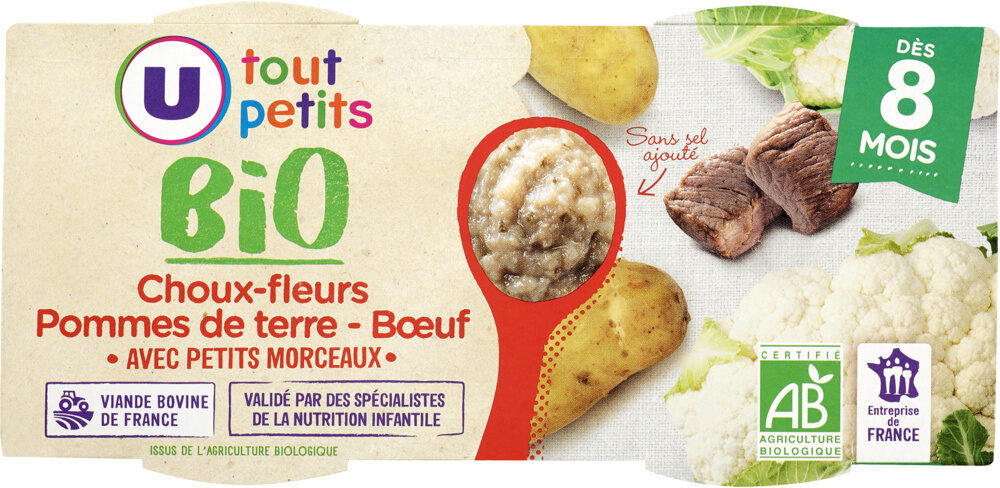 U
tout
petits
BiO
Choux-fleurs
Pommes de terre - Bœuf
• AVEC PETITS MORCEAUX •
VIANDE BOVINE
DE FRANCE
VALIDÉ PAR DES SPÉCIALISTES
DE LA NUTRITION INFANTILE
ISSUS DE L'AGRICULTURE BIOLOGIQUE
Sans sel
ajouté
DÈS
8
MOIS
CERTIFIÉ
AB
AGRICULTURE
BIOLOGIQUE
Entreprise
de
FRANCE